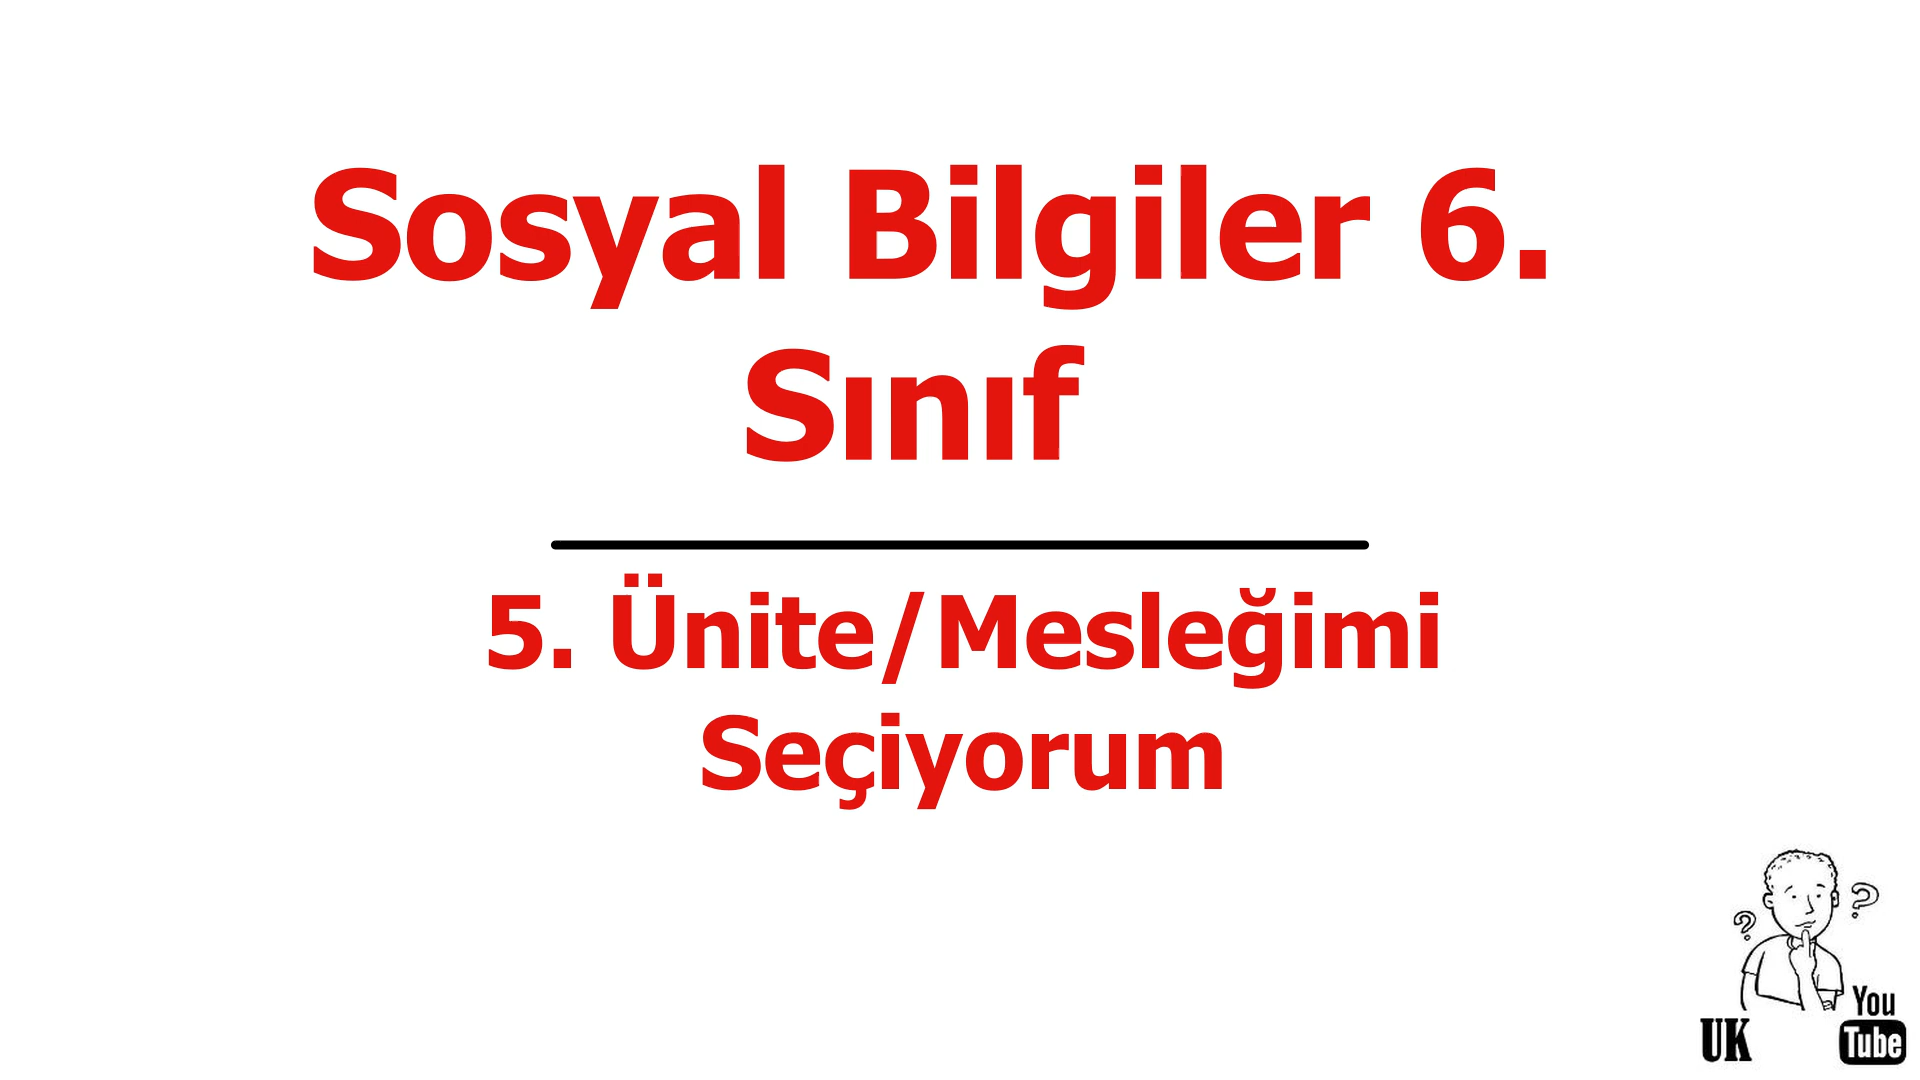 Sosyal Bilgiler 6.
Sınıf
5. Ünite/Mesleğimi
Seçiyorum
? ?
You
UK Tube